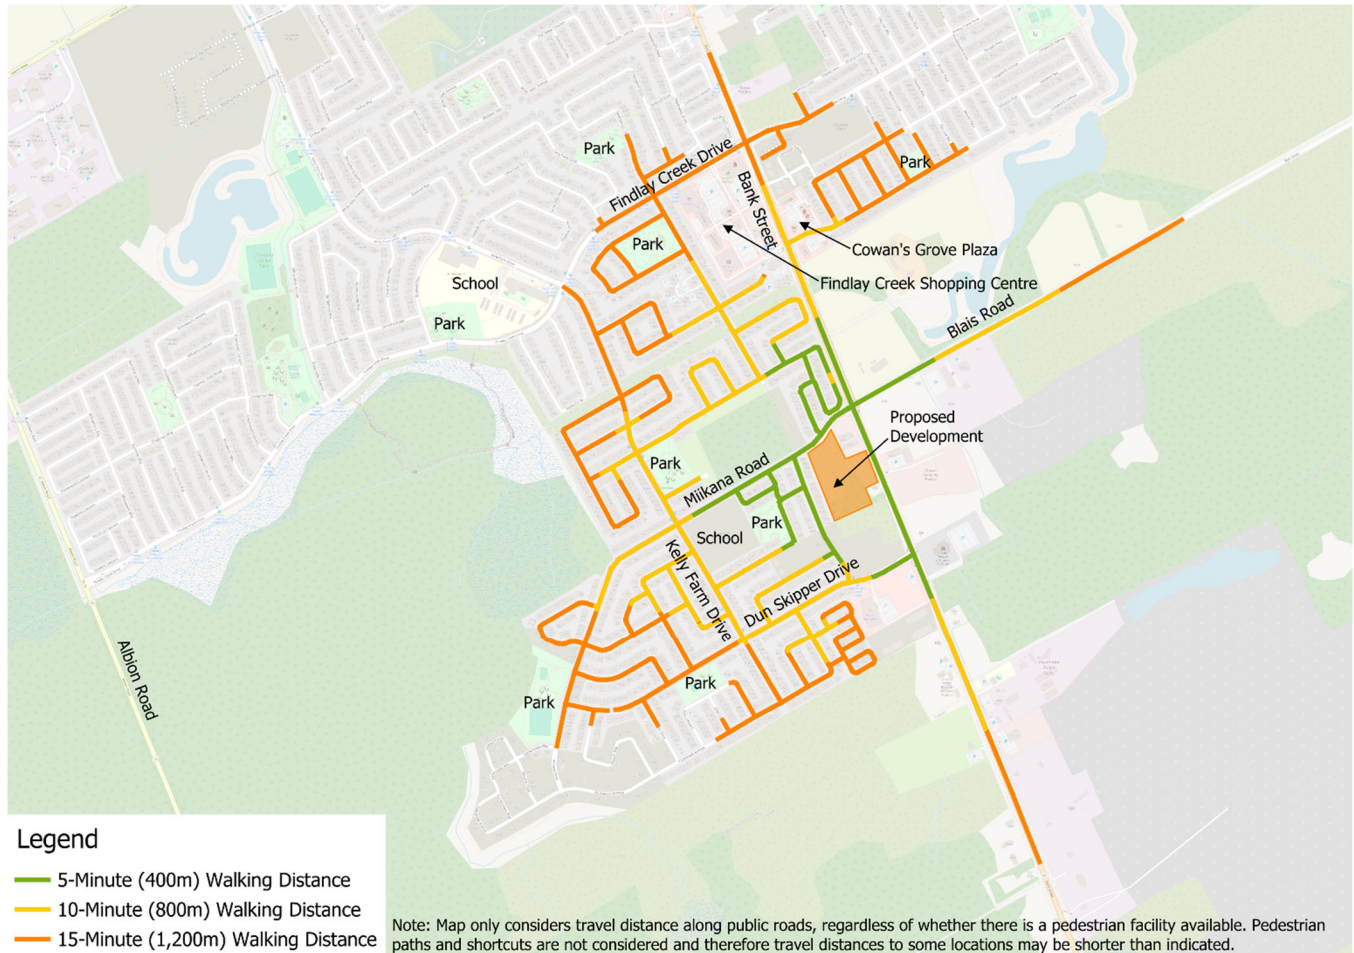 Park
Findlay Creek Drive
Park
Bank Street
Park
Cowan's Grove Plaza
School
Findlay Creek Shopping Centre
Park
Blais Road
Proposed
Development
Park
Miikana Road
Park
School
Kelly Farm Drive
Dun Skipper Drive
Albion Road
Park
Park
Legend
5-Minute (400m) Walking Distance
10-Minute (800m) Walking Distance
15-Minute (1,200m) Walking Distance
Note: Map only considers travel distance along public roads, regardless of whether there is a pedestrian facility available. Pedestrian
paths and shortcuts are not considered and therefore travel distances to some locations may be shorter than indicated.